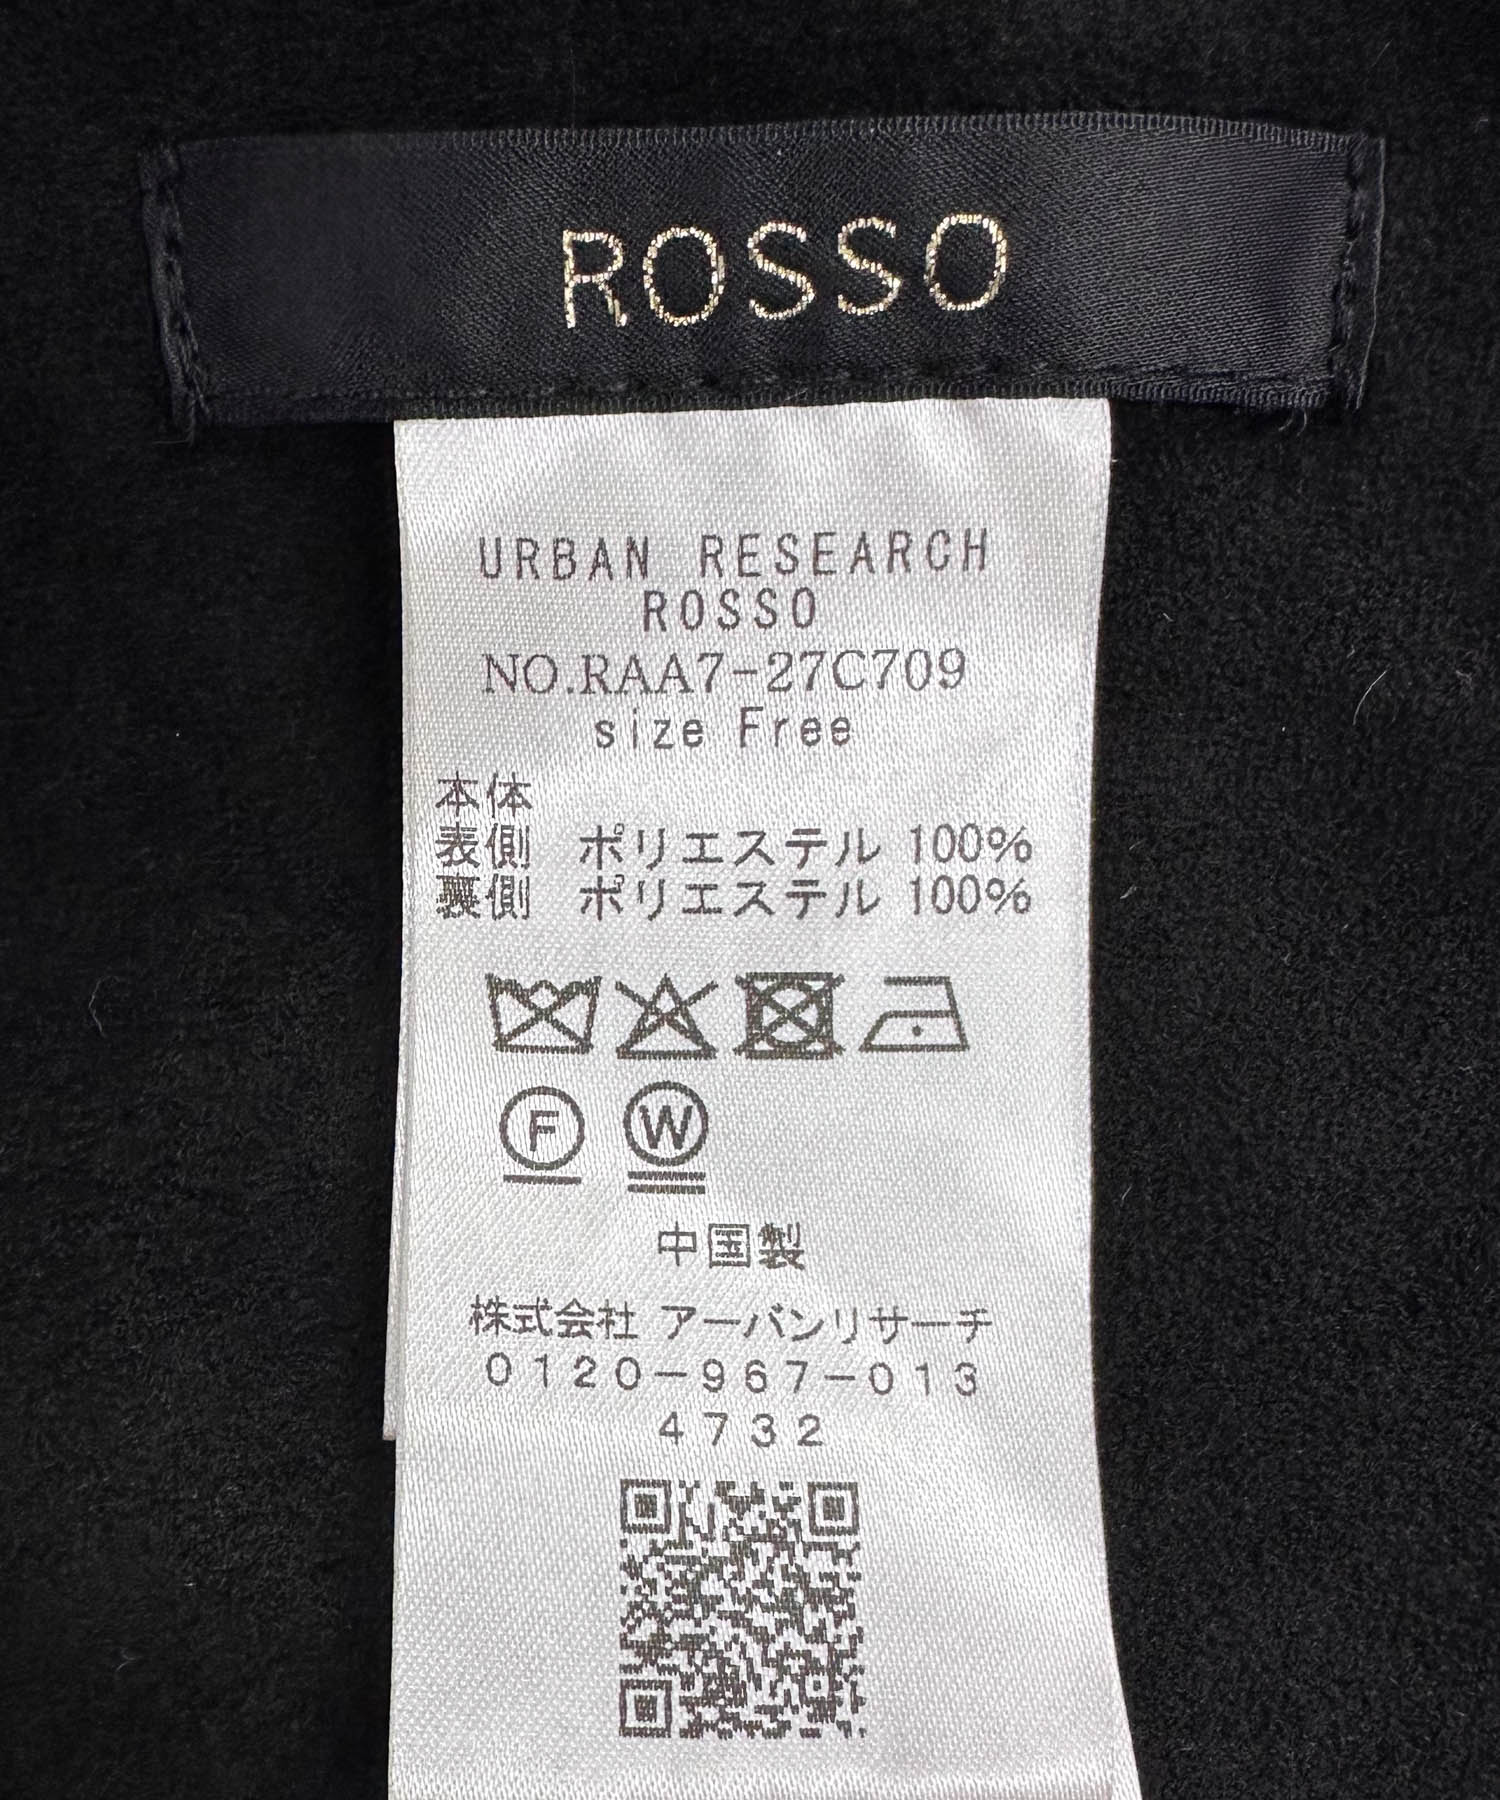 ROSSO
URBAN RESEARCH
ROSSO
NO.RAA7-27C709
size Free
本体
表側 ポリエステル 100%
裏側 ポリエステル 100%
F W
中国製
株式会社 アーバンリサーチ
0120-967-013
4732